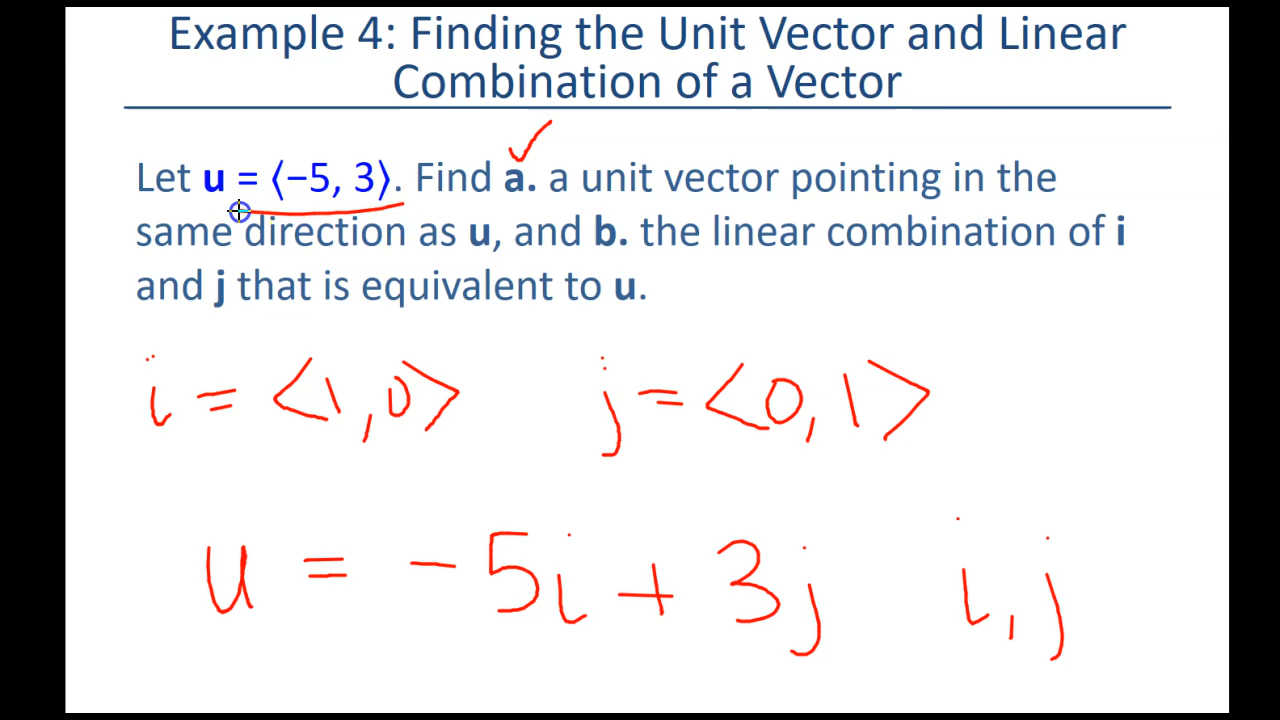 Example 4: Finding the Unit Vector and Linear
Combination of a Vector
Let u = ⟨−5, 3⟩. Find a. a unit vector pointing in the
same direction as u, and b. the linear combination of i
and j that is equivalent to u.
i = <1,0> j = <0,1>
u = -5i + 3j i,j